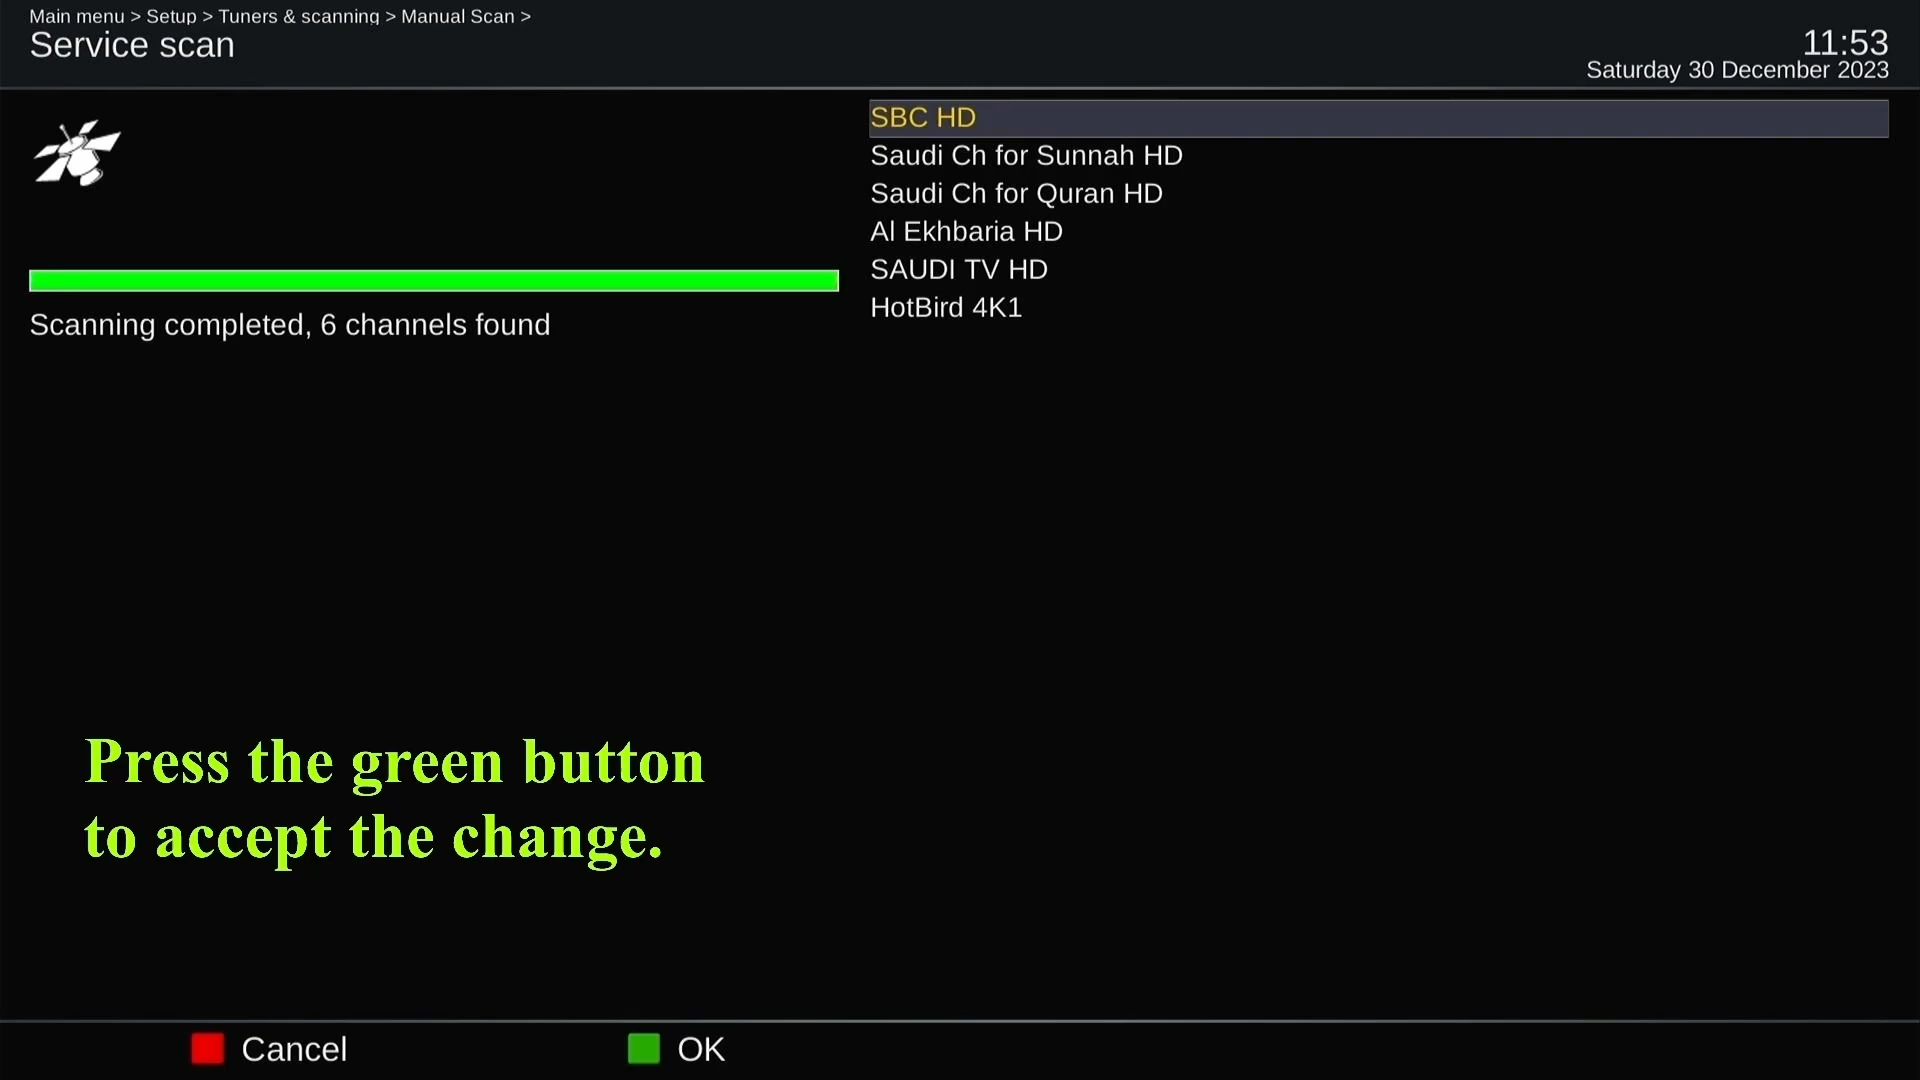 Main menu > Setup > Tuners & scanning > Manual Scan >
Service scan
11:53
Saturday 30 December 2023
SBC HD
Saudi Ch for Sunnah HD
Saudi Ch for Quran HD
Al Ekhbaria HD
SAUDI TV HD
HotBird 4K1
Scanning completed, 6 channels found
Press the green button
to accept the change.
Cancel
OK